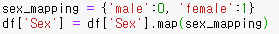 sex_mapping = {'male':0, 'female':1}
df['Sex'] = df['Sex'].map(sex_mapping)